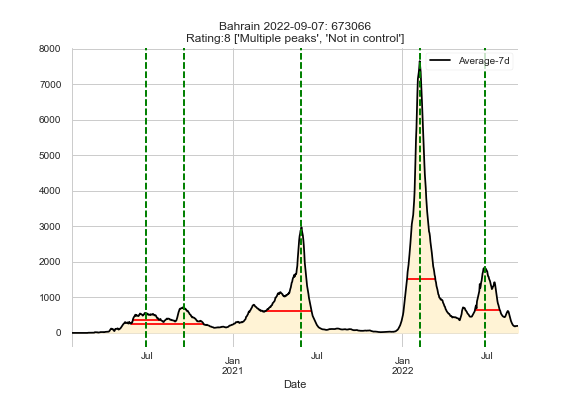 Bahrain 2022-09-07: 673066
Rating:8 ['Multiple peaks', 'Not in control']
Average-7d
8000
7000
6000
5000
4000
3000
2000
1000
0
Jul
Jan
2021
Jul
Jan
2022
Jul
Date